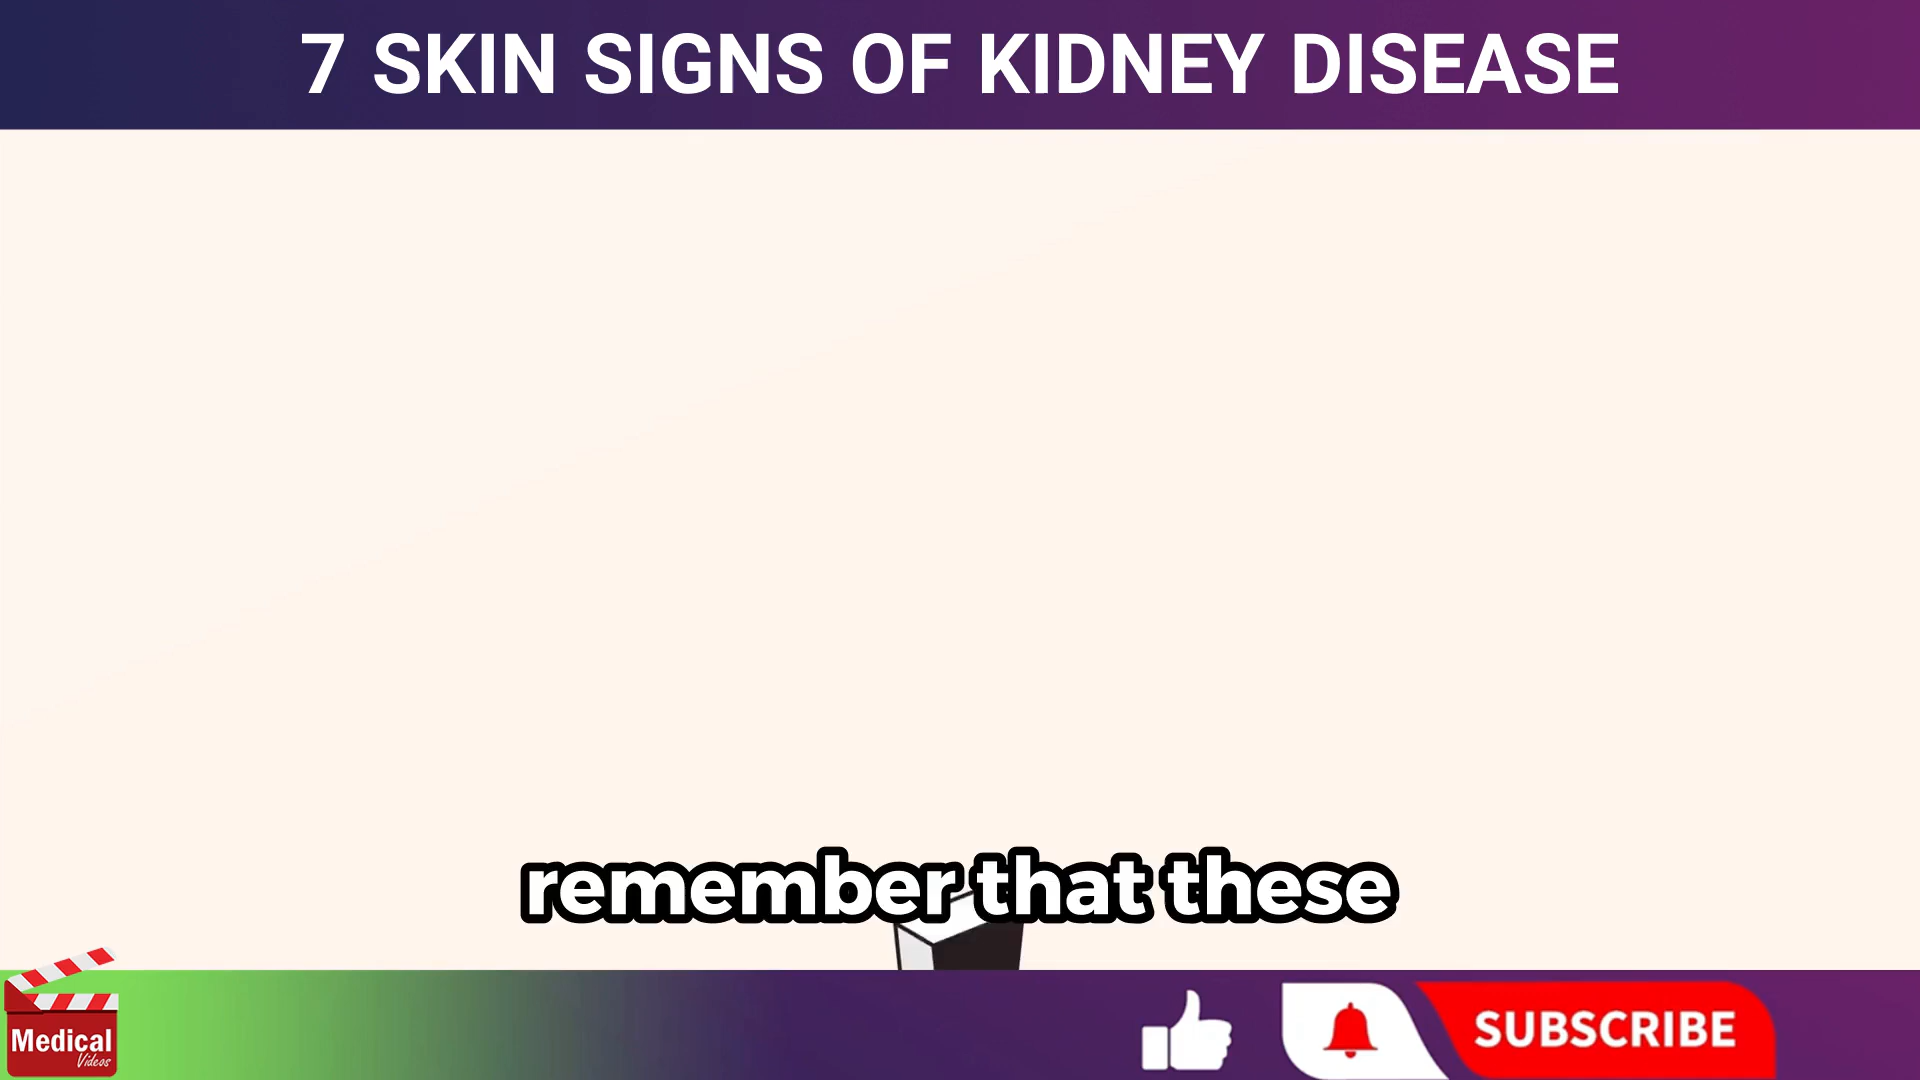 7 SKIN SIGNS OF KIDNEY DISEASE
remember that these
Medical
Videos
SUBSCRIBE